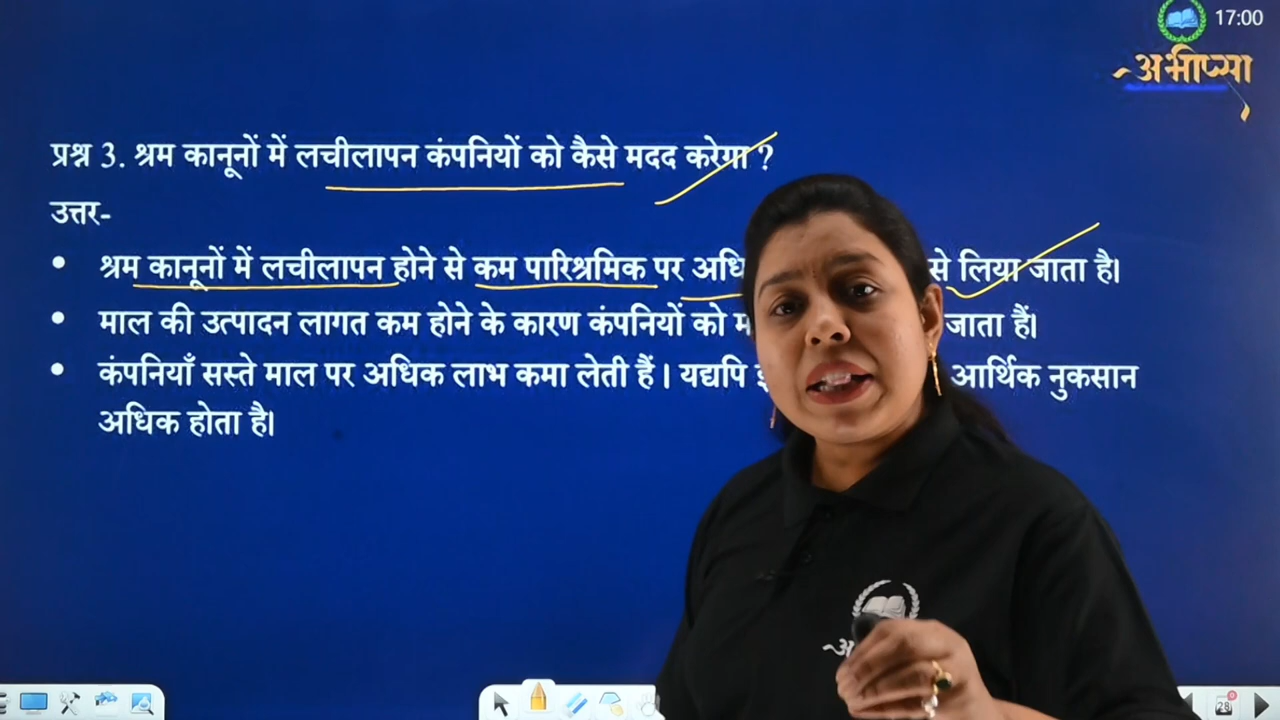 17:00
अभीप्सा
प्रश्न 3. श्रम कानूनों में लचीलापन कंपनियों को कैसे मदद करेगा ?
उत्तर-
• श्रम कानूनों में लचीलापन होने से कम पारिश्रमिक पर से लिया जाता है।
• माल की उत्पादन लागत कम होने के कारण कंपनियों को जाता हैं।
• कंपनियाँ सस्ते माल पर अधिक लाभ कमा लेती हैं। यद्यपि आर्थिक नुकसान
अधिक होता है।
28